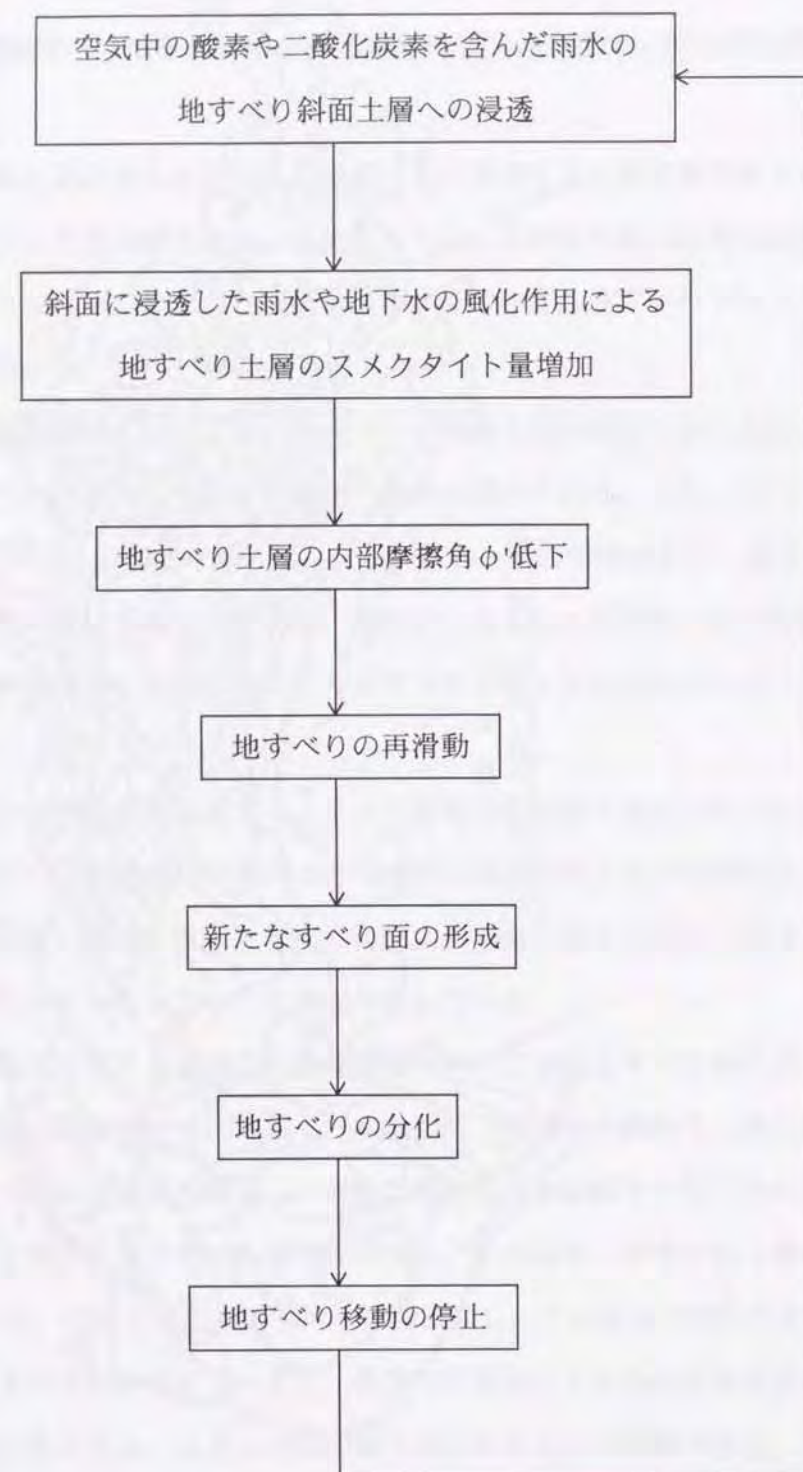 空気中の酸素や二酸化炭素を含んだ雨水の
地すべり斜面土層への浸透
斜面に浸透した雨水や地下水の風化作用による
地すべり土層のスメクタイト量増加
地すべり土層の内部摩擦角φ'低下
地すべりの再滑動
新たなすべり面の形成
地すべりの分化
地すべり移動の停止